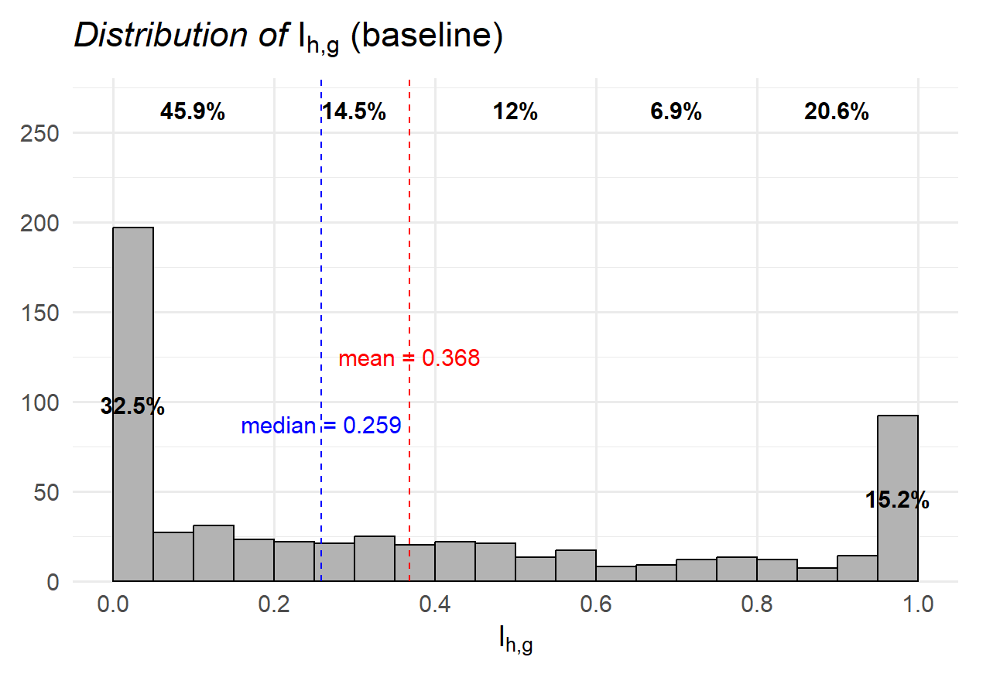 Distribution of Ih,g (baseline)
45.9% 14.5% 12% 6.9% 20.6%
250
200
150
mean = 0.368
100
32.5%
median = 0.259
50
15.2%
0
0.0 0.2 0.4 0.6 0.8 1.0
Ih,g